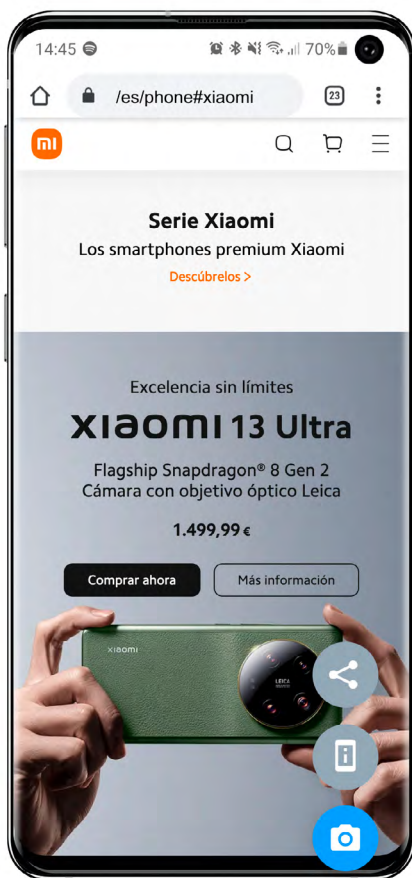 14:45
70%
/es/phone#xiaomi
23
mi
Serie Xiaomi
Los smartphones premium Xiaomi
Descúbrelos >
Excelencia sin límites
XIAOMI 13 Ultra
Flagship Snapdragon® 8 Gen 2
Cámara con objetivo óptico Leica
1.499,99 €
Comprar ahora
Más información
XIAOMI
LEICA